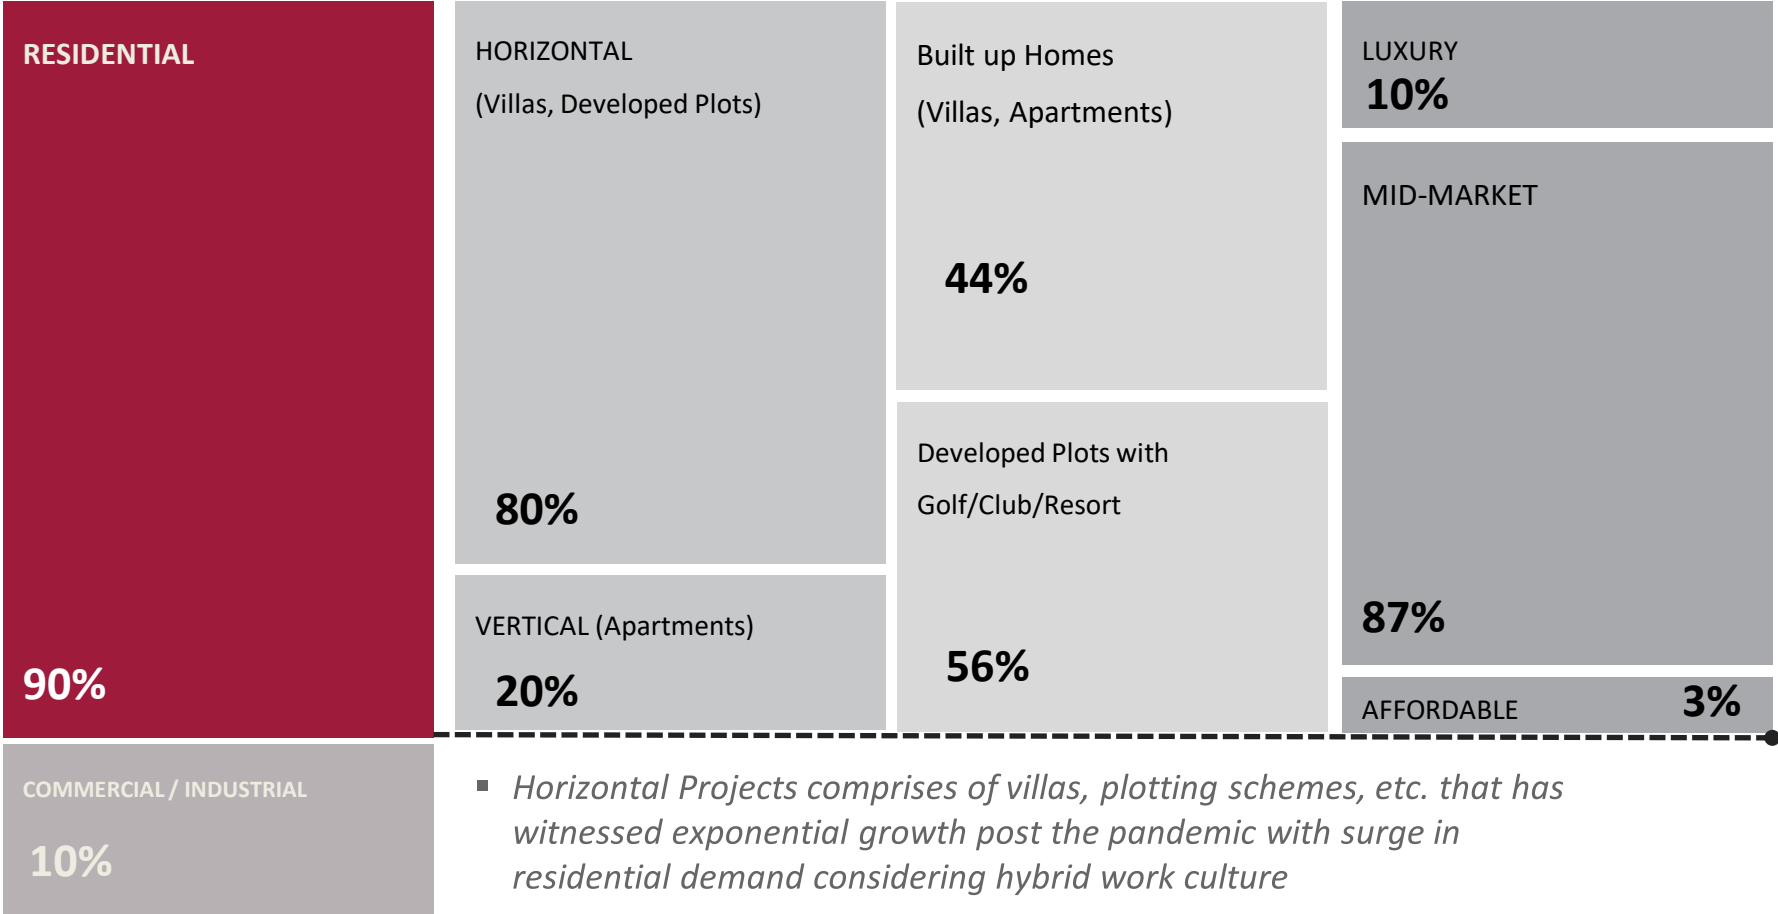 RESIDENTIAL
90%
COMMERCIAL / INDUSTRIAL
10%
HORIZONTAL
(Villas, Developed Plots)
80%
VERTICAL (Apartments)
20%
Built up Homes
(Villas, Apartments)
44%
Developed Plots with
Golf/Club/Resort
56%
LUXURY
10%
MID-MARKET
87%
AFFORDABLE 3%
▪ Horizontal Projects comprises of villas, plotting schemes, etc. that has
witnessed exponential growth post the pandemic with surge in
residential demand considering hybrid work culture